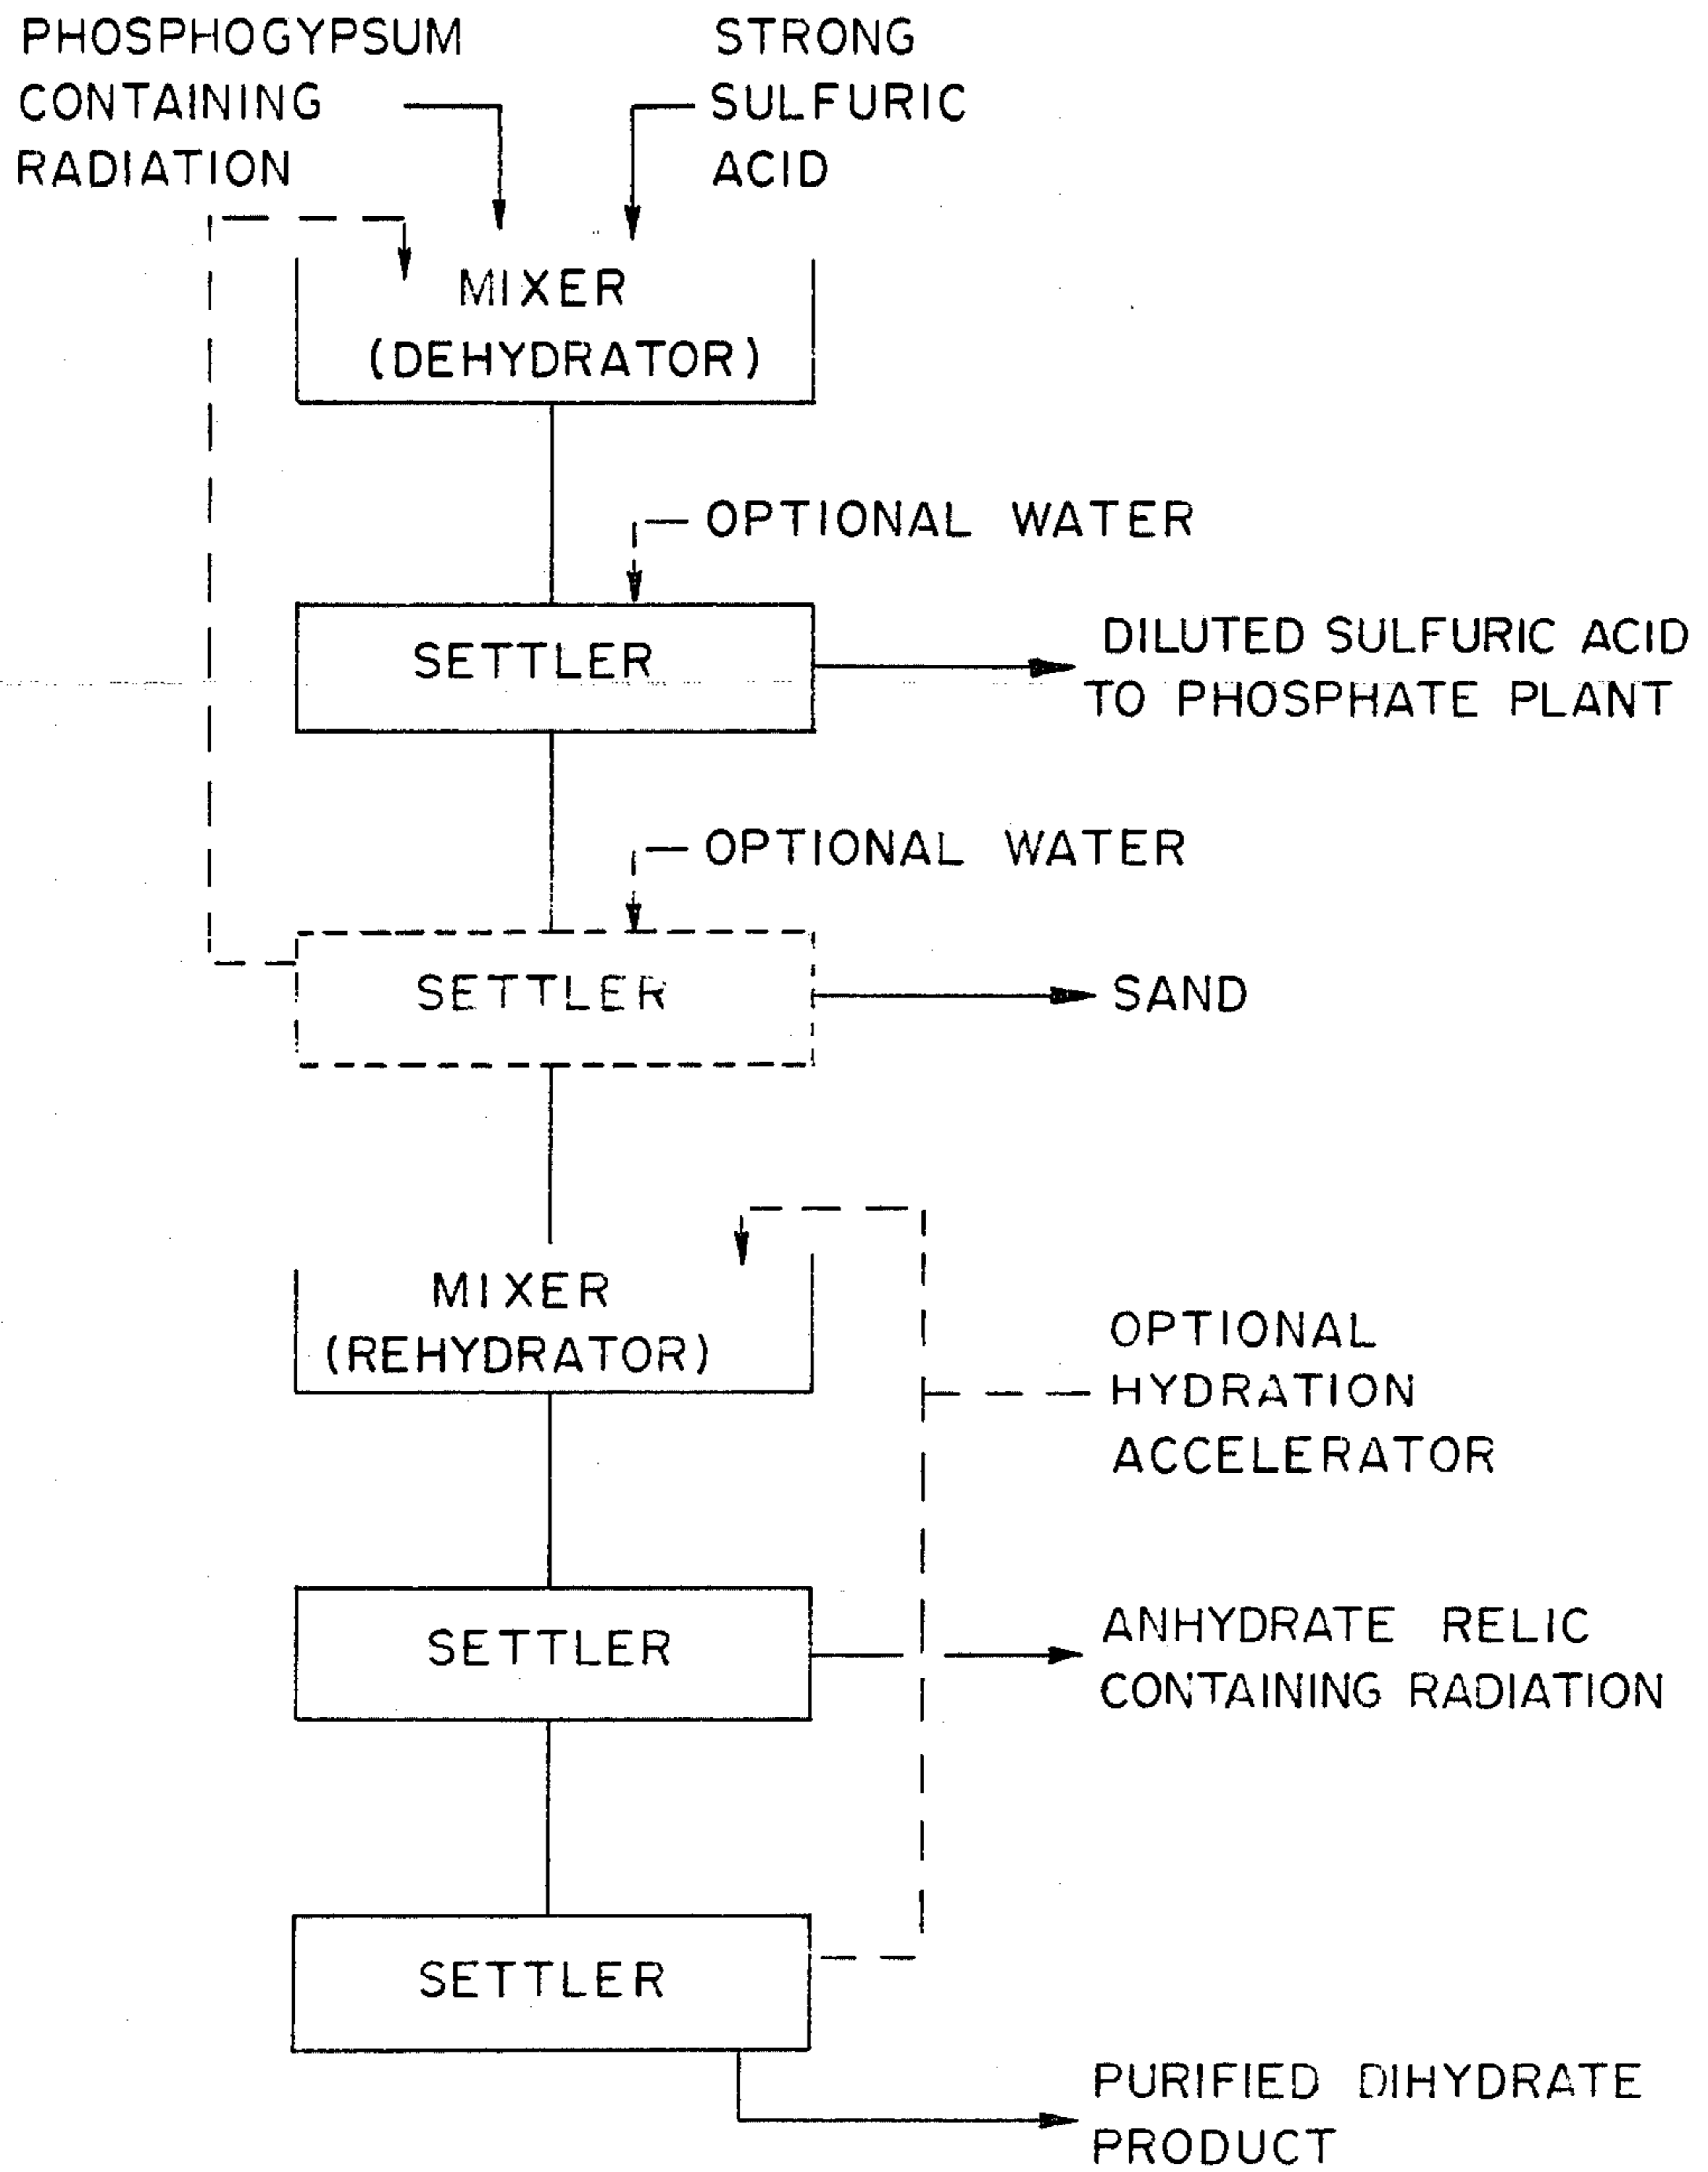 PHOSPHOGYPSUM
CONTAINING
RADIATION
STRONG
SULFURIC
ACID
MIXER
(DEHYDRATOR)
OPTIONAL WATER
SETTLER
DILUTED SULFURIC ACID
TO PHOSPHATE PLANT
OPTIONAL WATER
SETTLER
SAND
MIXER
(REHYDRATOR)
OPTIONAL
HYDRATION
ACCELERATOR
SETTLER
ANHYDRATE RELIC
CONTAINING RADIATION
SETTLER
PURIFIED DIHYDRATE
PRODUCT